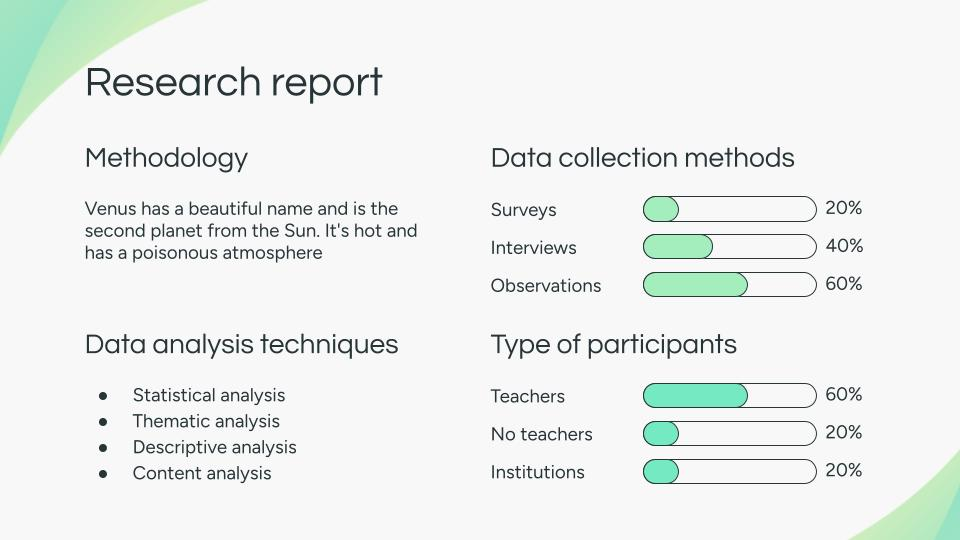 Research report
Methodology
Venus has a beautiful name and is the
second planet from the Sun. It's hot and
has a poisonous atmosphere
Data collection methods
Surveys 20%
Interviews 40%
Observations 60%
Data analysis techniques
● Statistical analysis
● Thematic analysis
● Descriptive analysis
● Content analysis
Type of participants
Teachers 60%
No teachers 20%
Institutions 20%